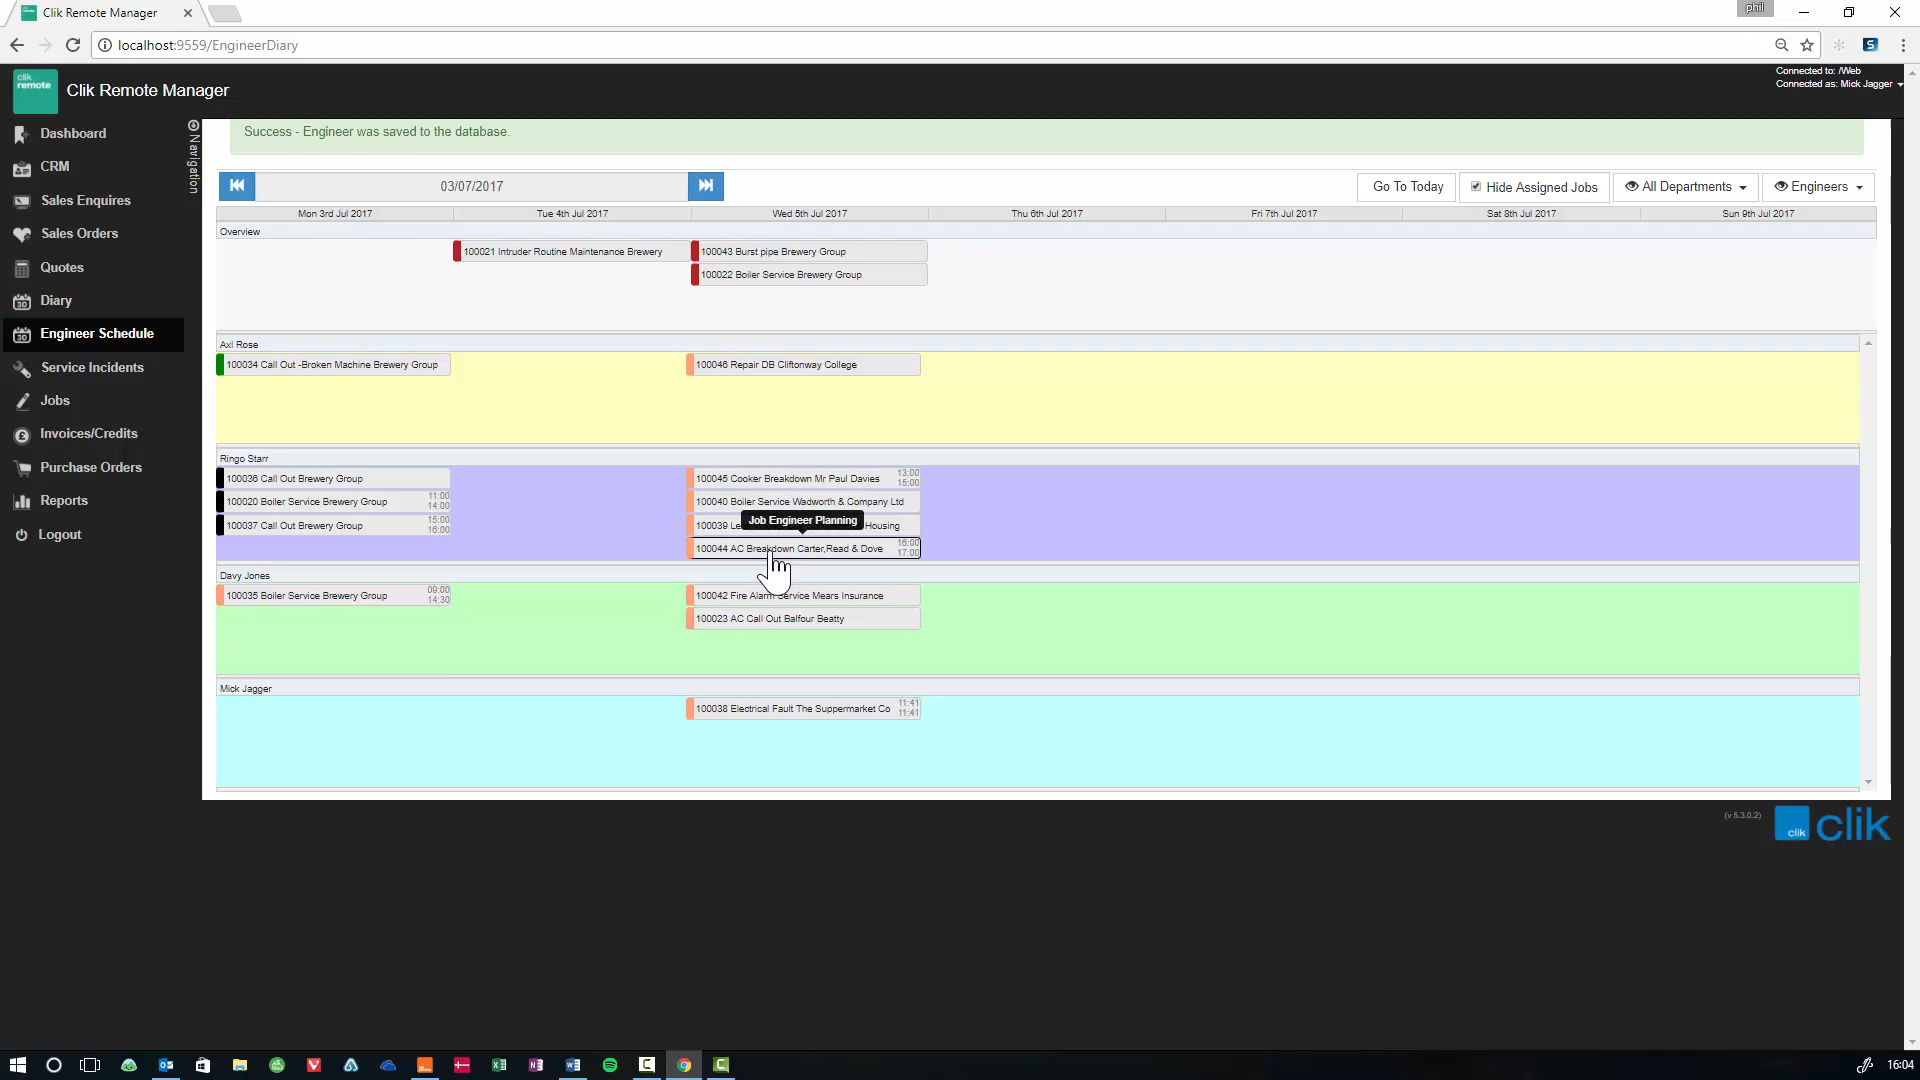 Clik Remote Manager
phil
localhost:9559/EngineerDiary
clik
remote
Clik Remote Manager
Connected to: /Web
Connected as: Mick Jagger
Dashboard
CRM
Sales Enquires
Sales Orders
Quotes
Diary
Engineer Schedule
Service Incidents
Jobs
Invoices/Credits
Purchase Orders
Reports
Logout
Navigation
Success - Engineer was saved to the database.
03/07/2017
Go To Today
Hide Assigned Jobs
All Departments
Engineers
Mon 3rd Jul 2017
Tue 4th Jul 2017
Wed 5th Jul 2017
Thu 6th Jul 2017
Fri 7th Jul 2017
Sat 8th Jul 2017
Sun 9th Jul 2017
Overview
100021 Intruder Routine Maintenance Brewery
100043 Burst pipe Brewery Group
100022 Boiler Service Brewery Group
Axl Rose
100034 Call Out -Broken Machine Brewery Group
100046 Repair DB Cliftonway College
Ringo Starr
100036 Call Out Brewery Group
100020 Boiler Service Brewery Group
11:00
14:00
100037 Call Out Brewery Group
15:00
16:00
100045 Cooker Breakdown Mr Paul Davies
13:00
15:00
100040 Boiler Service Wadworth & Company Ltd
100039 Housing
Job Engineer Planning
100044 AC Breakdown Carter,Read & Dove
16:00
17:00
Davy Jones
100035 Boiler Service Brewery Group
09:00
14:30
100042 Fire Alarm Service Mears Insurance
100023 AC Call Out Balfour Beatty
Mick Jagger
100038 Electrical Fault The Suppermarket Co
11:41
11:41
(v 5.3.0.2)
clik
clik
16:04